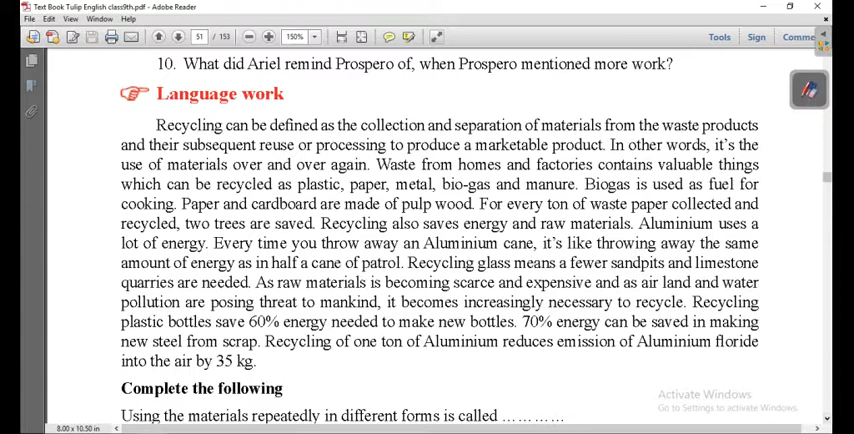 Text Book Tulip English class9th.pdf - Adobe Reader
File Edit View Window Help
51 / 153 150% Tools Sign Comme
10. What did Ariel remind Prospero of, when Prospero mentioned more work?
Language work
Recycling can be defined as the collection and separation of materials from the waste products
and their subsequent reuse or processing to produce a marketable product. In other words, it's the
use of materials over and over again. Waste from homes and factories contains valuable things
which can be recycled as plastic, paper, metal, bio-gas and manure. Biogas is used as fuel for
cooking. Paper and cardboard are made of pulp wood. For every ton of waste paper collected and
recycled, two trees are saved. Recycling also saves energy and raw materials. Aluminium uses a
lot of energy. Every time you throw away an Aluminium cane, it's like throwing away the same
amount of energy as in half a cane of patrol. Recycling glass means a fewer sandpits and limestone
quarries are needed. As raw materials is becoming scarce and expensive and as air land and water
pollution are posing threat to mankind, it becomes increasingly necessary to recycle. Recycling
plastic bottles save 60% energy needed to make new bottles. 70% energy can be saved in making
new steel from scrap. Recycling of one ton of Aluminium reduces emission of Aluminium floride
into the air by 35 kg.
Complete the following
Using the materials repeatedly in different forms is called …………
Activate Windows
Go to Settings to activate Windows.
8.00 x 10.50 in